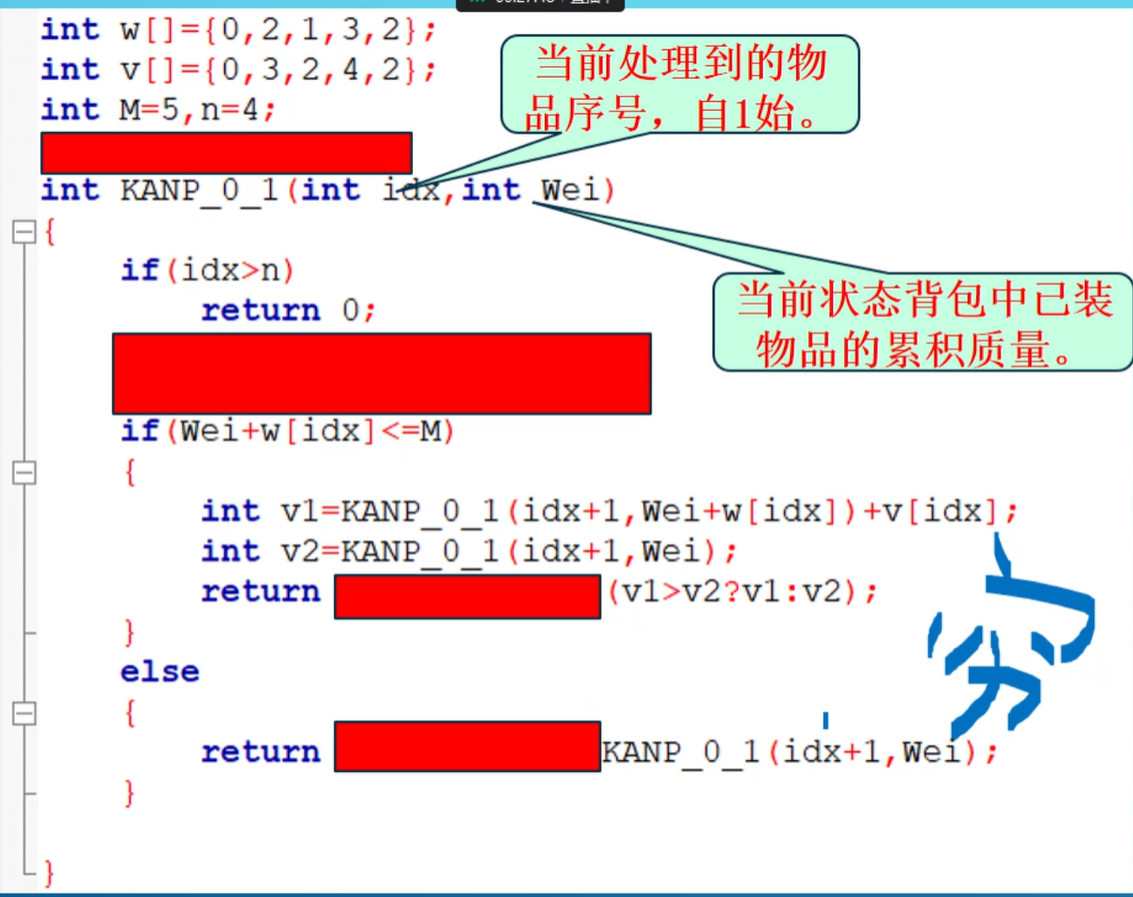 int w[]={0,2,1,3,2};
int v[]={0,3,2,4,2};
int M=5,n=4;
当前处理到的物
品序号，自1始。
int KANP_0_1(int idx,int Wei)
{
if(idx>n)
return 0;
当前状态背包中已装
物品的累积质量。
if(Wei+w[idx]<=M)
{
int v1=KANP_0_1(idx+1,Wei+w[idx])+v[idx];
int v2=KANP_0_1(idx+1,Wei);
return (v1>v2?v1:v2);
穷
}
else
{
return KANP_0_1(idx+1,Wei);
}
}